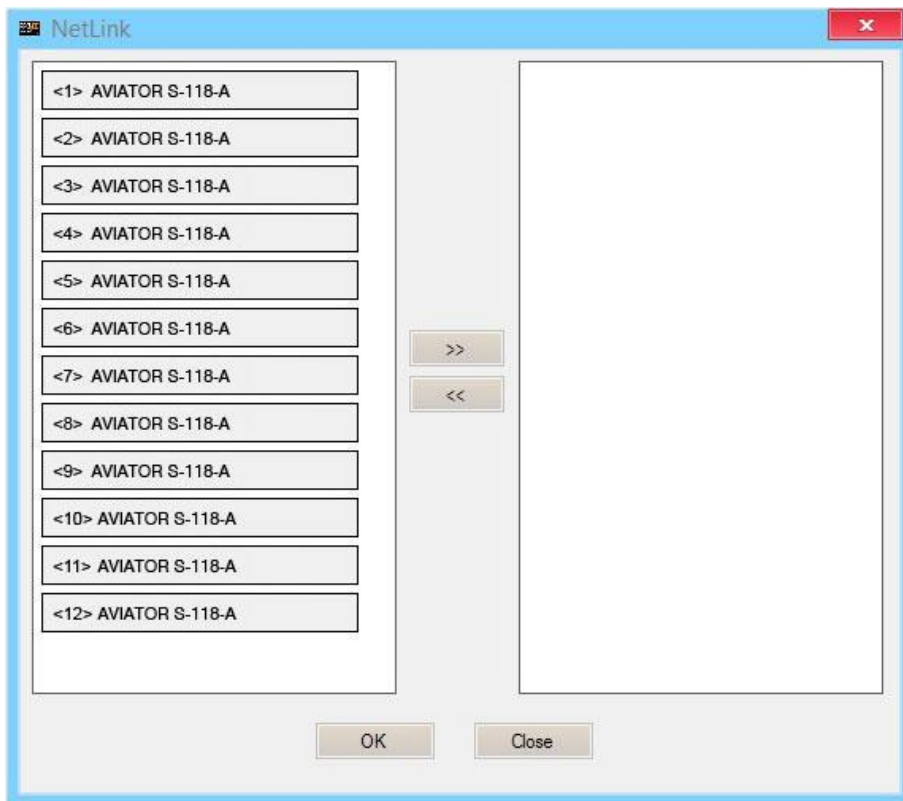 NetLink
<1> AVIATOR S-118-A
<2> AVIATOR S-118-A
<3> AVIATOR S-118-A
<4> AVIATOR S-118-A
<5> AVIATOR S-118-A
<6> AVIATOR S-118-A
<7> AVIATOR S-118-A
<8> AVIATOR S-118-A
<9> AVIATOR S-118-A
<10> AVIATOR S-118-A
<11> AVIATOR S-118-A
<12> AVIATOR S-118-A
>>
<<
OK
Close